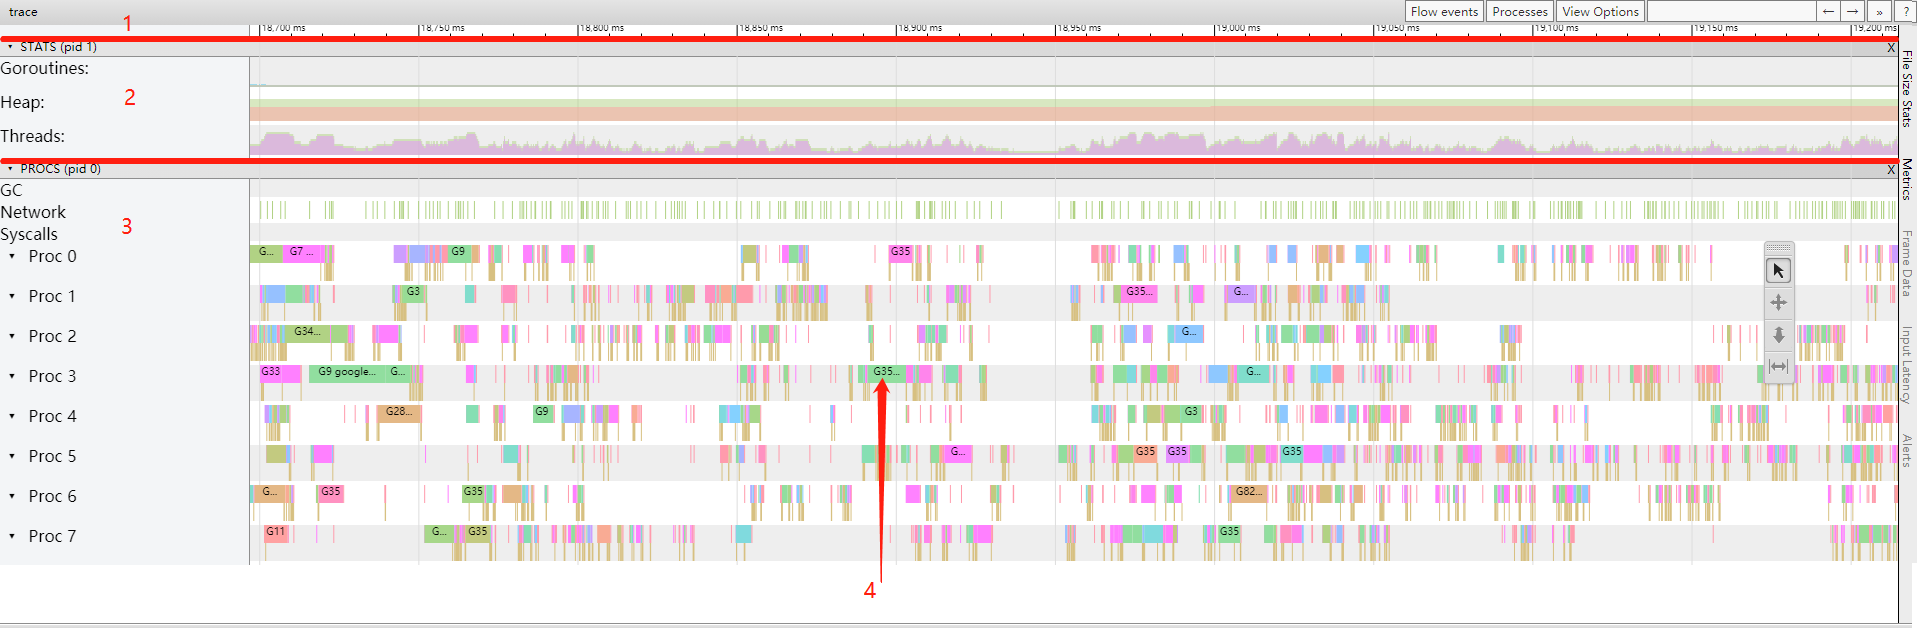 trace
Flow events
Processes
View Options
←
→
»
?
1
18,700 ms
18,750 ms
18,800 ms
18,850 ms
18,900 ms
18,950 ms
19,000 ms
19,050 ms
19,100 ms
19,150 ms
19,200 ms
STATS (pid 1)
X
Goroutines:
2
Heap:
Threads:
PROCS (pid 0)
X
GC
Network
3
Syscalls
Proc 0
G...
G7 ...
G9
G35
Proc 1
G3
G35...
G...
Proc 2
G34...
G...
Proc 3
G33
G9 google...
G...
G35...
G...
Proc 4
G28...
G9
G3
Proc 5
G...
G35
G35
G35
Proc 6
G...
G35
G35
G82...
Proc 7
G11
G...
G35
G35
4
File Size Stats
Metrics
Frame Data
Input Latency
Alerts